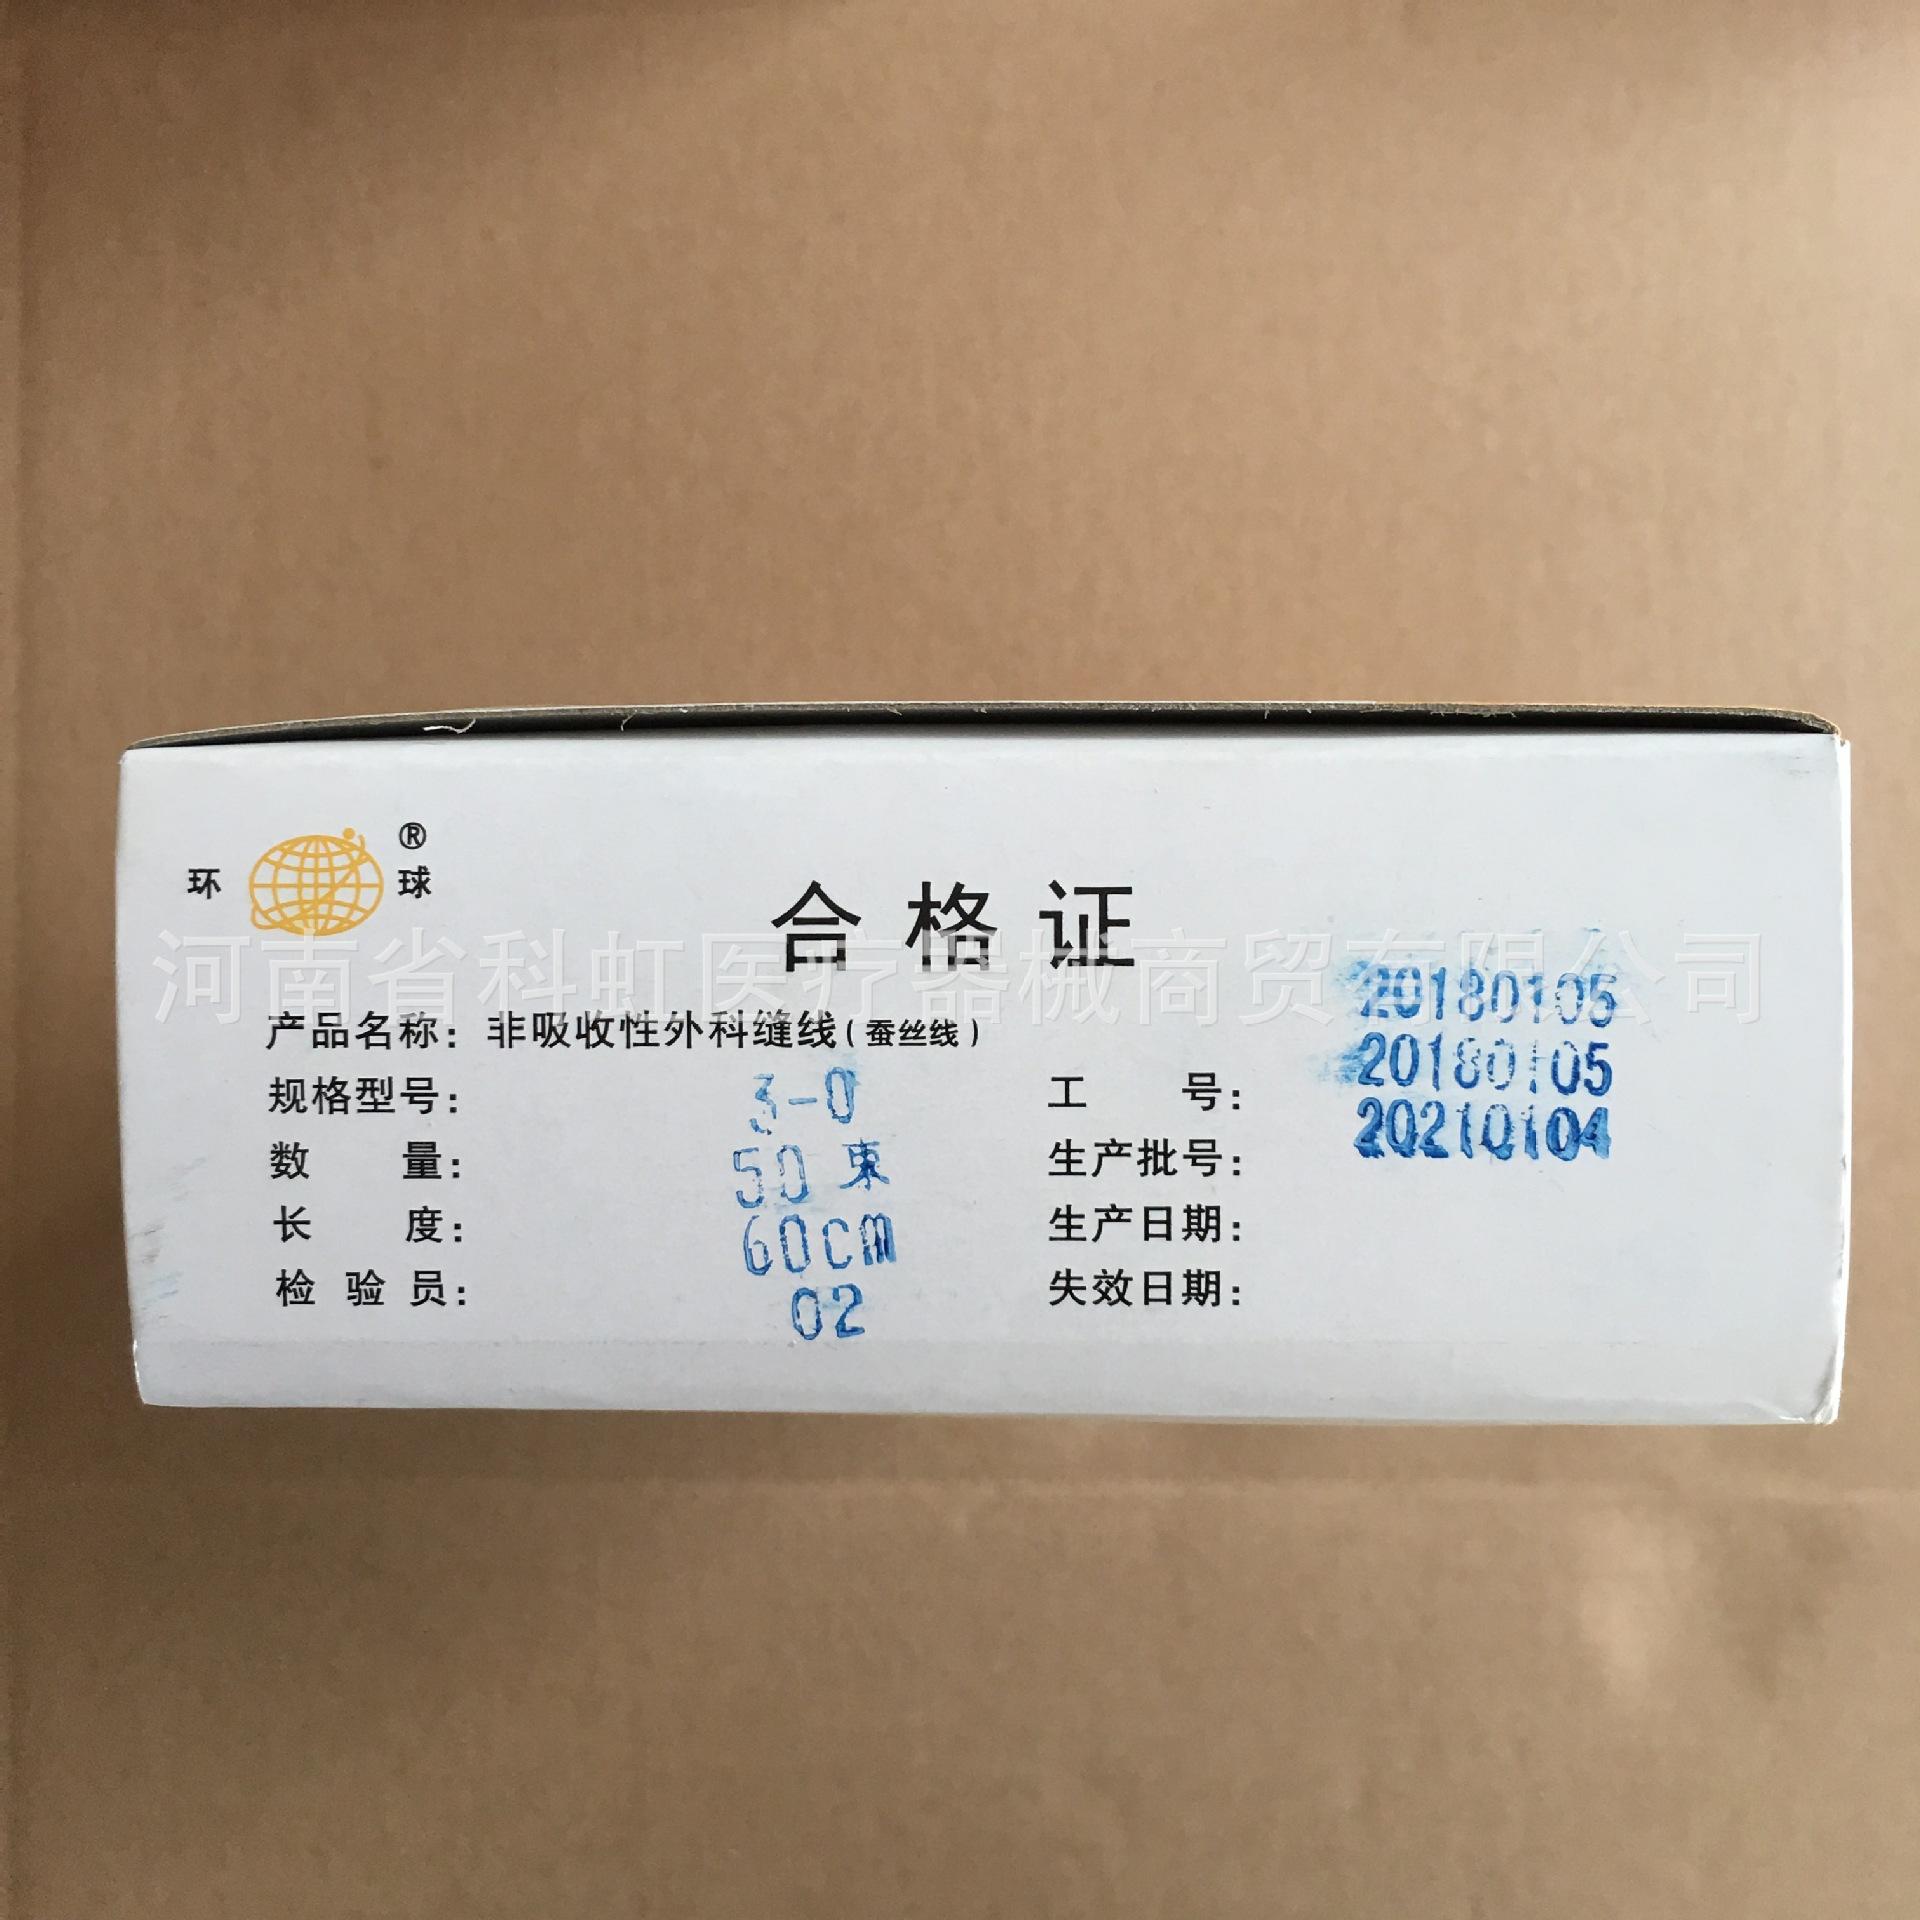 环 球 ®
合格证
河南省科虹医疗器械商贸有限公司
产品名称：非吸收性外科缝线（蚕丝线）
规格型号： 3-0
数 量： 50束
长 度： 60cm
检 验 员： 02
20180105
20180105
20210104
工 号：
生产批号：
生产日期：
失效日期：